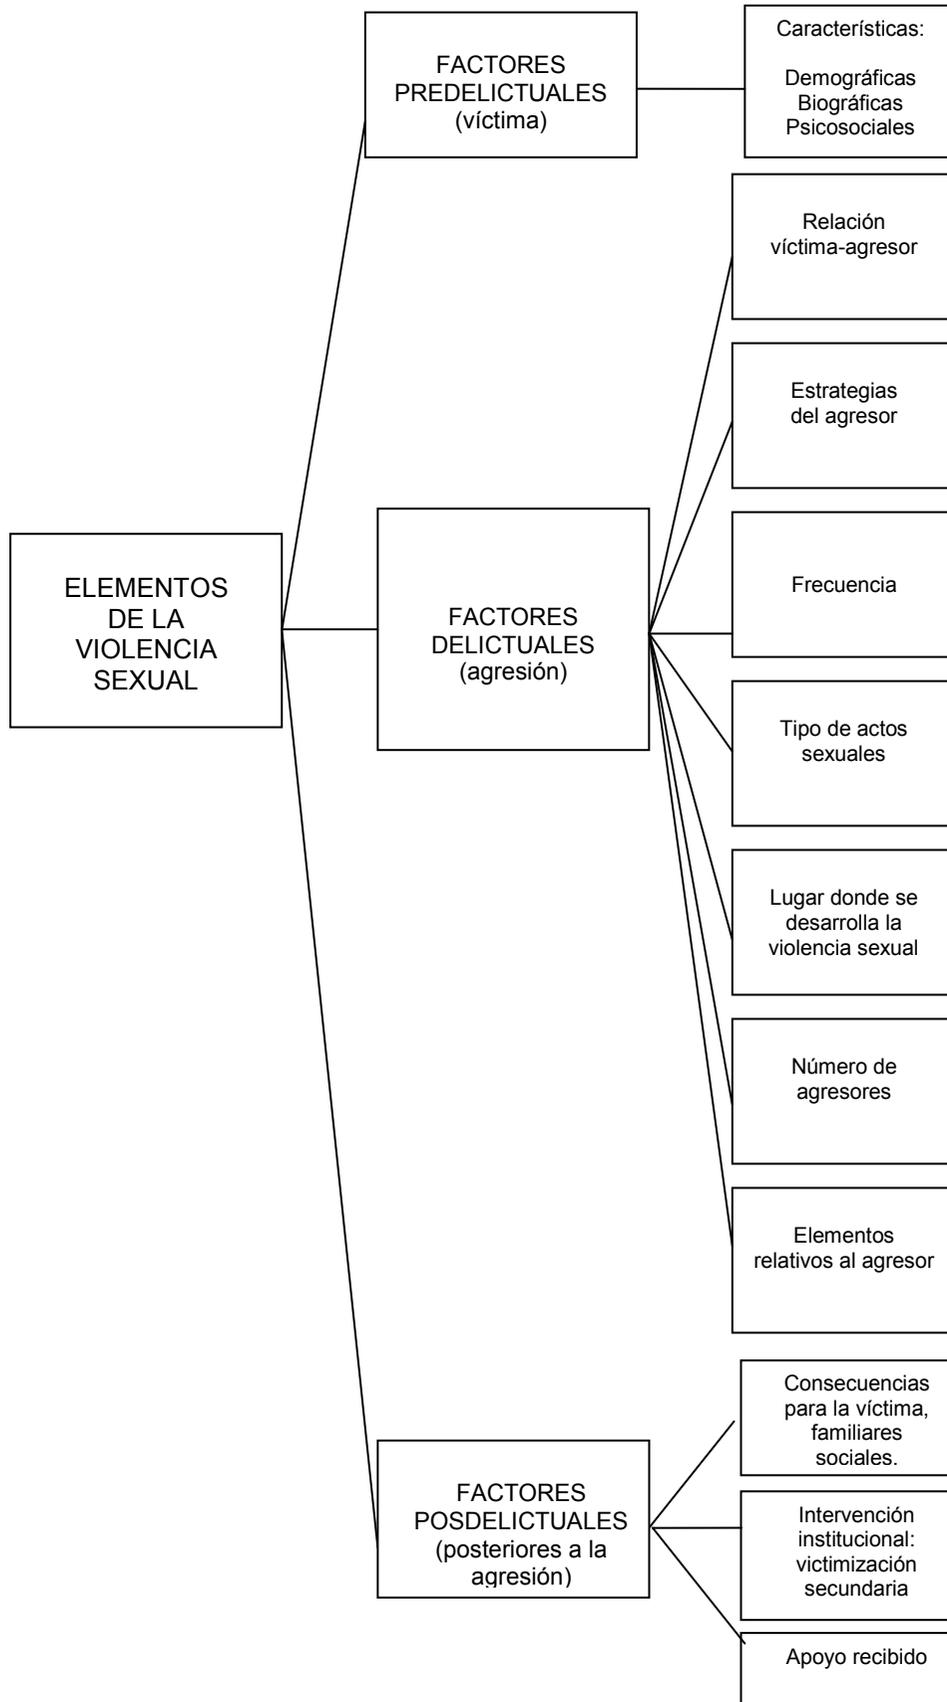 FACTORES
PREDELICTUALES
(víctima)
Características:
Demográficas
Biográficas
Psicosociales
Relación
víctima-agresor
Estrategias
del agresor
Frecuencia
Tipo de actos
sexuales
Lugar donde se
desarrolla la
violencia sexual
Número de
agresores
Elementos
relativos al agresor
ELEMENTOS
DE LA
VIOLENCIA
SEXUAL
FACTORES
DELICTUALES
(agresión)
FACTORES
POSDELICTUALES
(posteriores a la
agresión)
Consecuencias
para la víctima,
familiares
sociales.
Intervención
institucional:
victimización
secundaria
Apoyo recibido